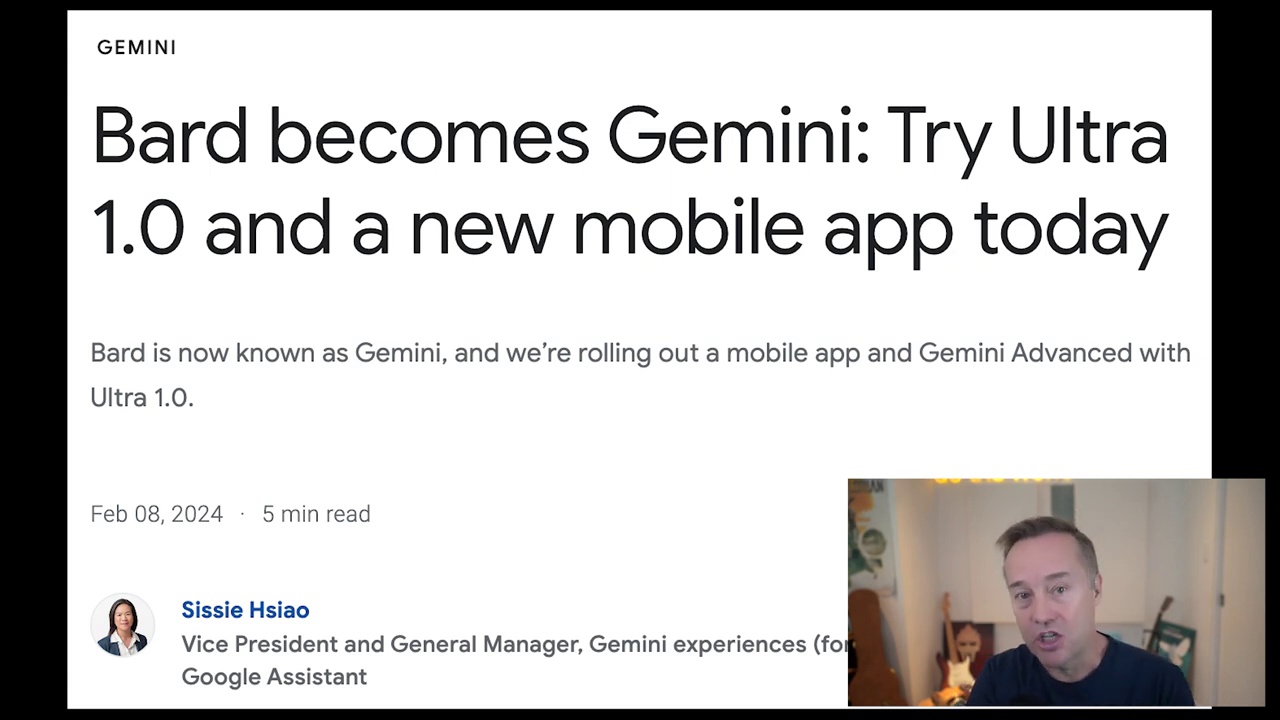 GEMINI
Bard becomes Gemini: Try Ultra
1.0 and a new mobile app today
Bard is now known as Gemini, and we’re rolling out a mobile app and Gemini Advanced with
Ultra 1.0.
Feb 08, 2024 · 5 min read
Sissie Hsiao
Vice President and General Manager, Gemini experiences (for
Google Assistant